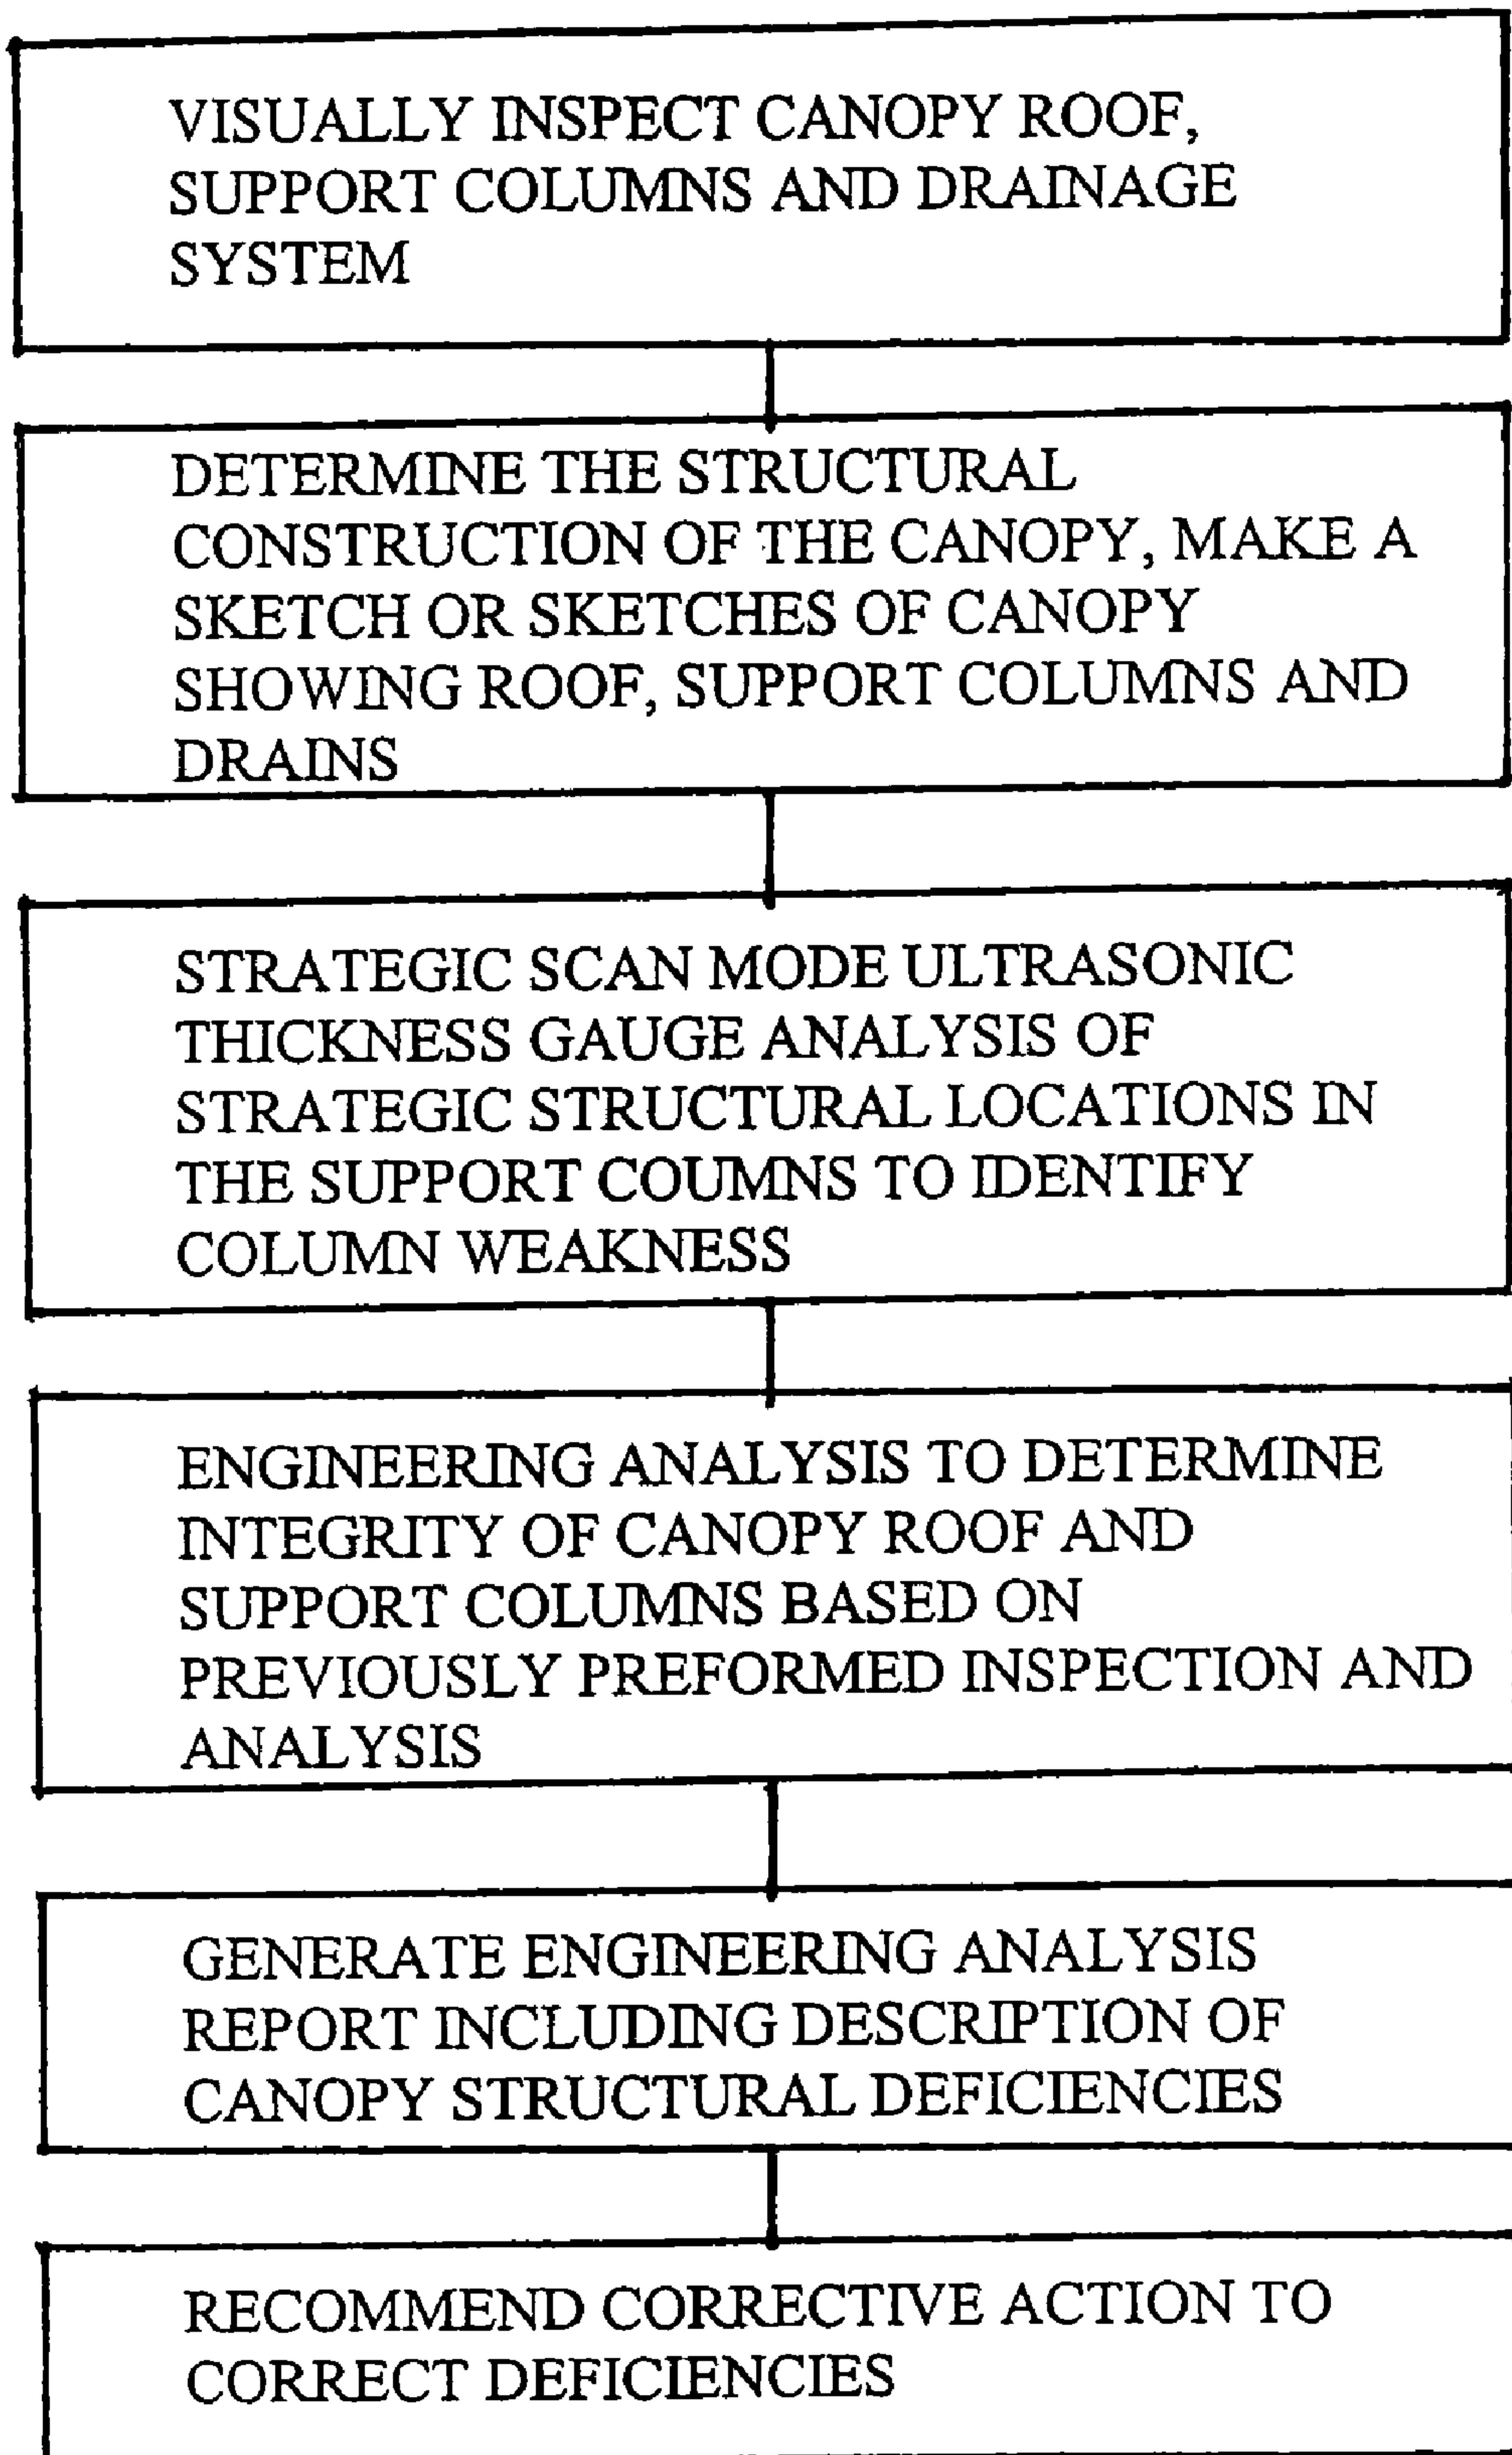 VISUALLY INSPECT CANOPY ROOF,
SUPPORT COLUMNS AND DRAINAGE
SYSTEM
DETERMINE THE STRUCTURAL
CONSTRUCTION OF THE CANOPY, MAKE A
SKETCH OR SKETCHES OF CANOPY
SHOWING ROOF, SUPPORT COLUMNS AND
DRAINS
STRATEGIC SCAN MODE ULTRASONIC
THICKNESS GAUGE ANALYSIS OF
STRATEGIC STRUCTURAL LOCATIONS IN
THE SUPPORT COUMNS TO IDENTIFY
COLUMN WEAKNESS
ENGINEERING ANALYSIS TO DETERMINE
INTEGRITY OF CANOPY ROOF AND
SUPPORT COLUMNS BASED ON
PREVIOUSLY PREFORMED INSPECTION AND
ANALYSIS
GENERATE ENGINEERING ANALYSIS
REPORT INCLUDING DESCRIPTION OF
CANOPY STRUCTURAL DEFICIENCIES
RECOMMEND CORRECTIVE ACTION TO
CORRECT DEFICIENCIES